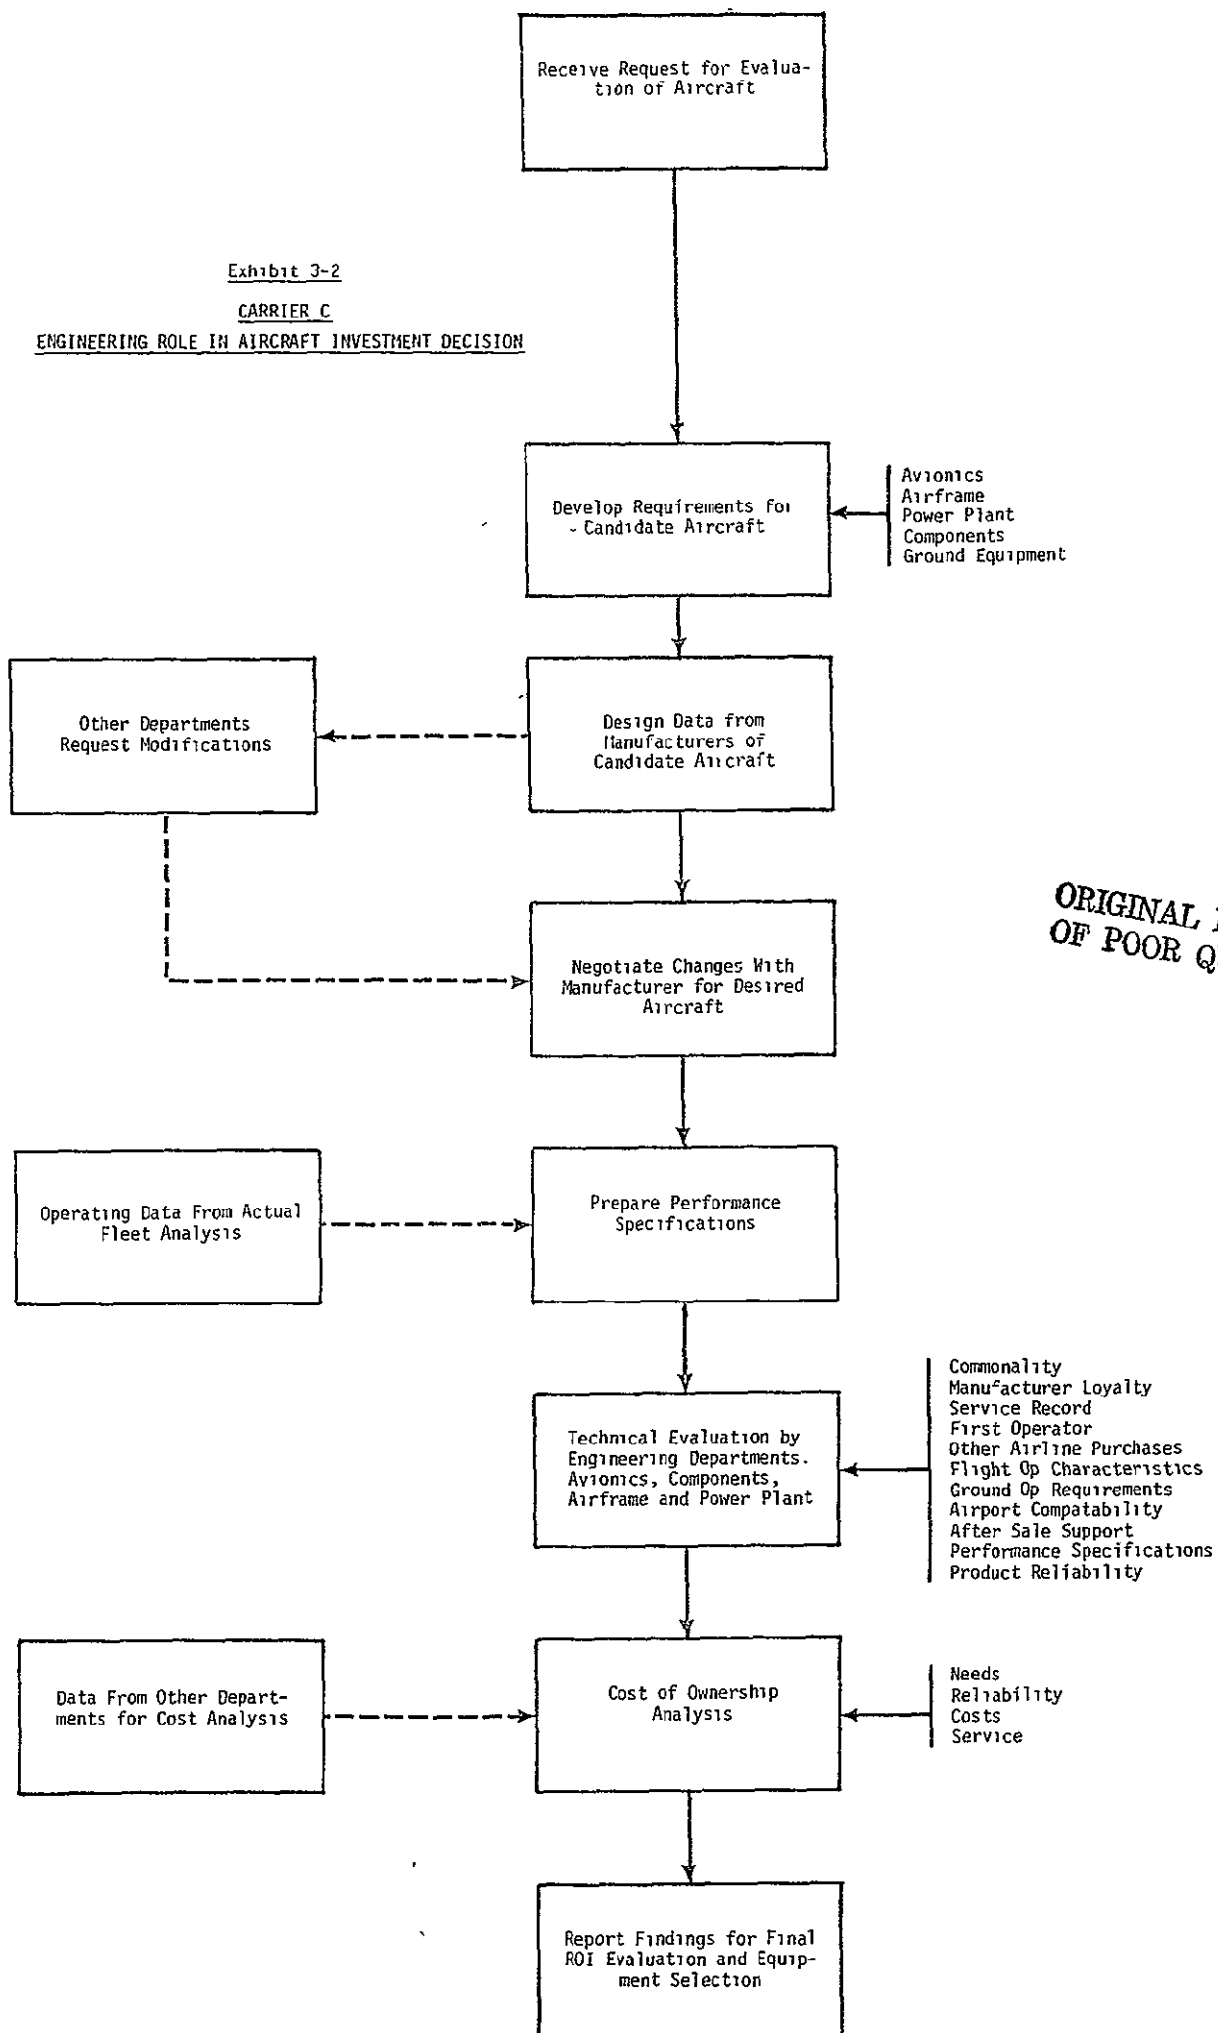 Receive Request for Evalua-
tion of Aircraft
Exhibit 3-2
CARRIER C
ENGINEERING ROLE IN AIRCRAFT INVESTMENT DECISION
Develop Requirements for
Candidate Aircraft
Avionics
Airframe
Power Plant
Components
Ground Equipment
Other Departments
Request Modifications
Design Data from
Manufacturers of
Candidate Aircraft
ORIGINAL
OF POOR Q
Negotiate Changes With
Manufacturer for Desired
Aircraft
Operating Data From Actual
Fleet Analysis
Prepare Performance
Specifications
Technical Evaluation by
Engineering Departments.
Avionics, Components,
Airframe and Power Plant
Commonality
Manufacturer Loyalty
Service Record
First Operator
Other Airline Purchases
Flight Op Characteristics
Ground Op Requirements
Airport Compatability
After Sale Support
Performance Specifications
Product Reliability
Data From Other Depart-
ments for Cost Analysis
Cost of Ownership
Analysis
Needs
Reliability
Costs
Service
Report Findings for Final
ROI Evaluation and Equip-
ment Selection